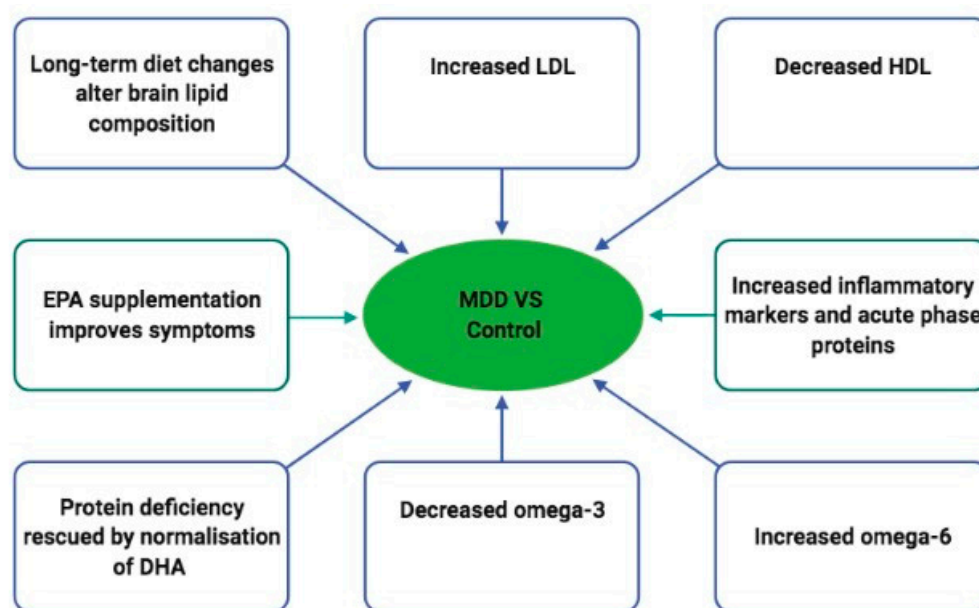 Long-term diet changes
alter brain lipid
composition
Increased LDL
Decreased HDL
EPA supplementation
improves symptoms
MDD VS
Control
Increased inflammatory
markers and acute phase
proteins
Protein deficiency
rescued by normalisation
of DHA
Decreased omega-3
Increased omega-6